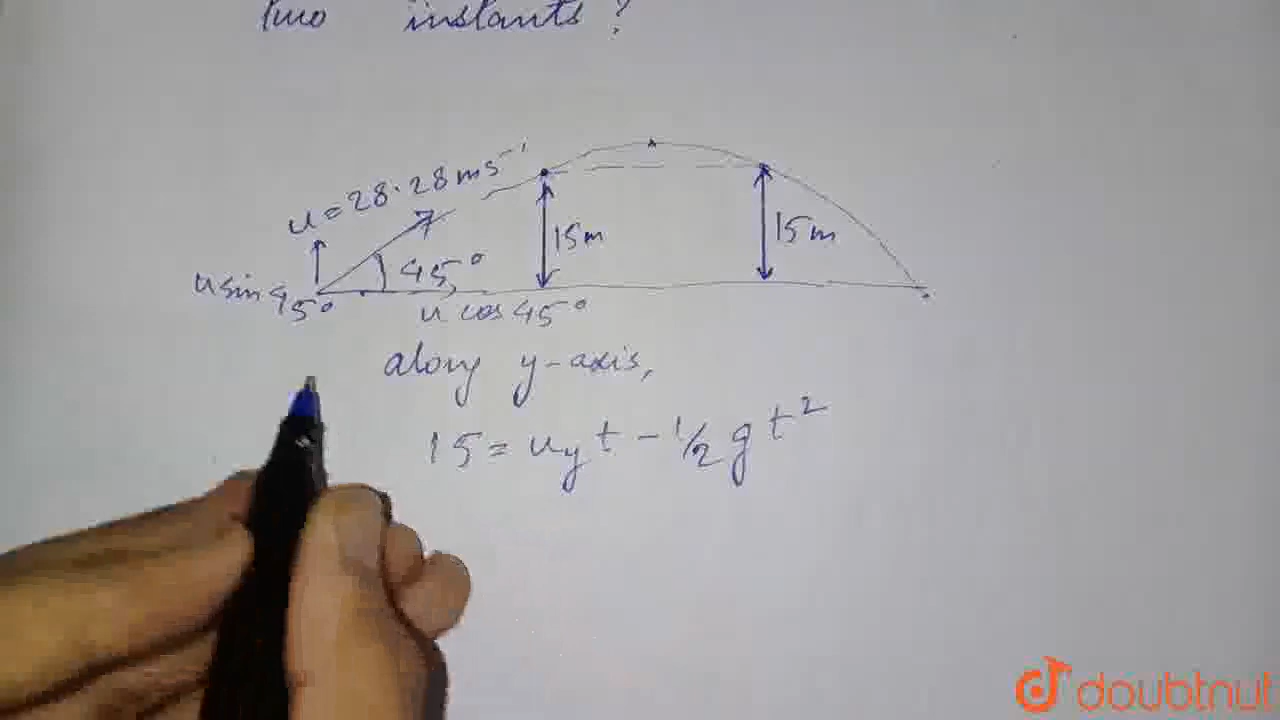 two instants?
u = 28.28 ms⁻¹
45°
15m
15m
u sin 45°
u cos 45°
along y-axis,
15 = uyt - 1/2 g t²
doubtnut